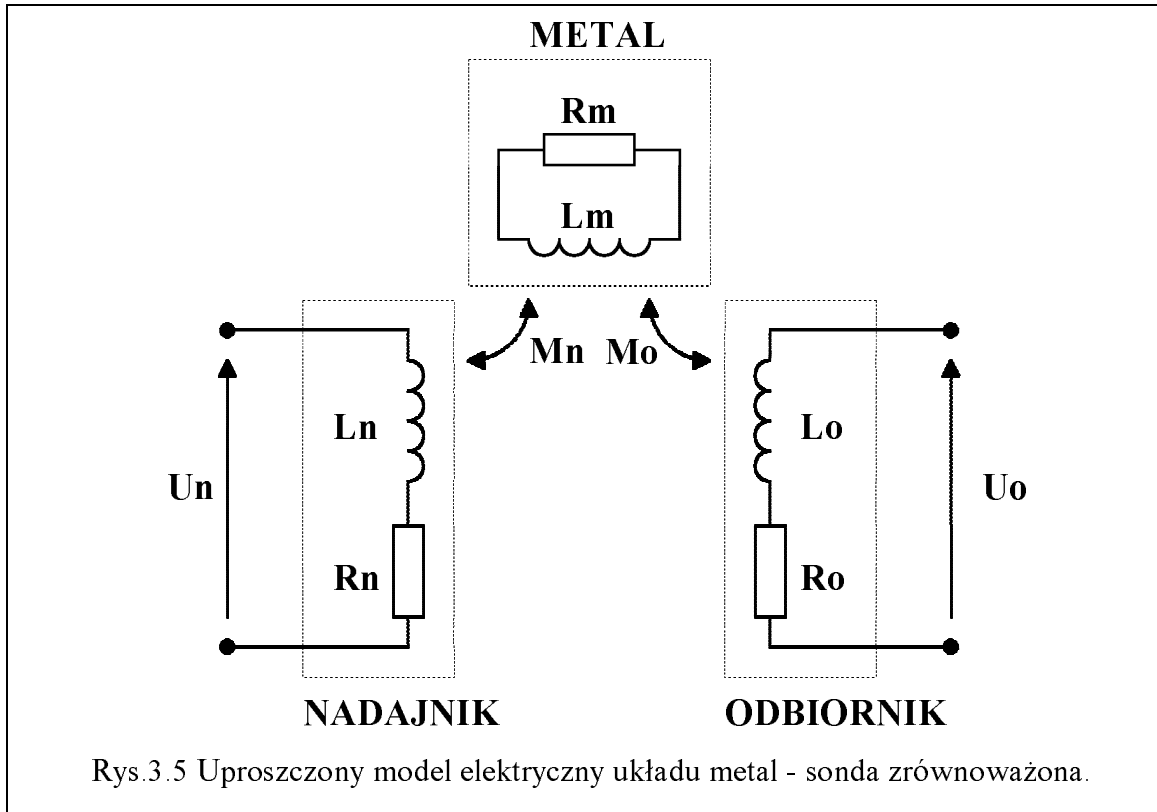 METAL
Rm
Lm
Mn Mo
Ln
Lo
Un
Uo
Rn
Ro
NADAJNIK
ODBIORNIK
Rys.3.5 Uproszczony model elektryczny układu metal - sonda zrównoważona.